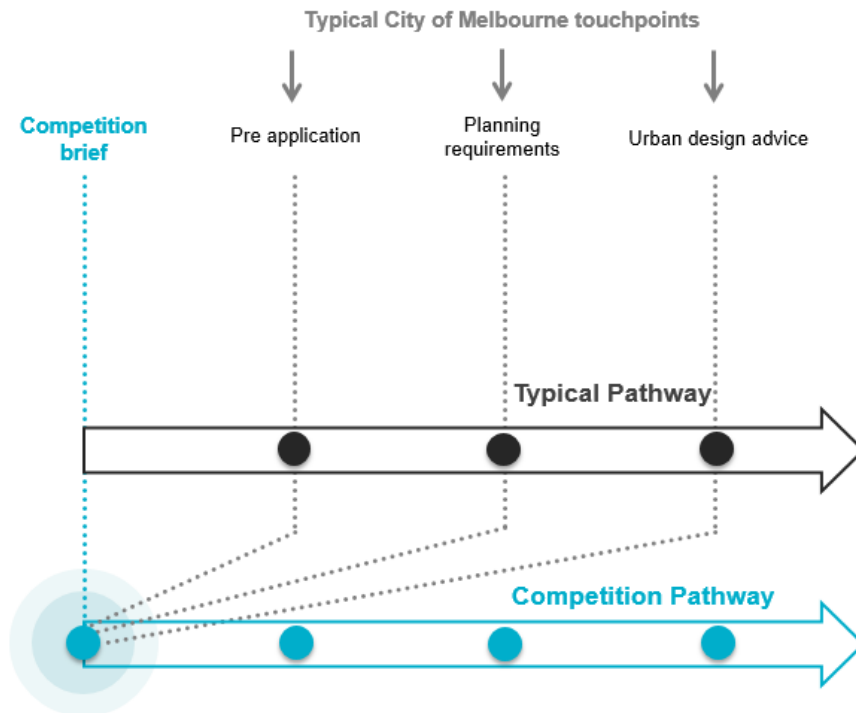 Typical City of Melbourne touchpoints
Competition
brief
Pre application
Planning
requirements
Urban design advice
Typical Pathway
Competition Pathway